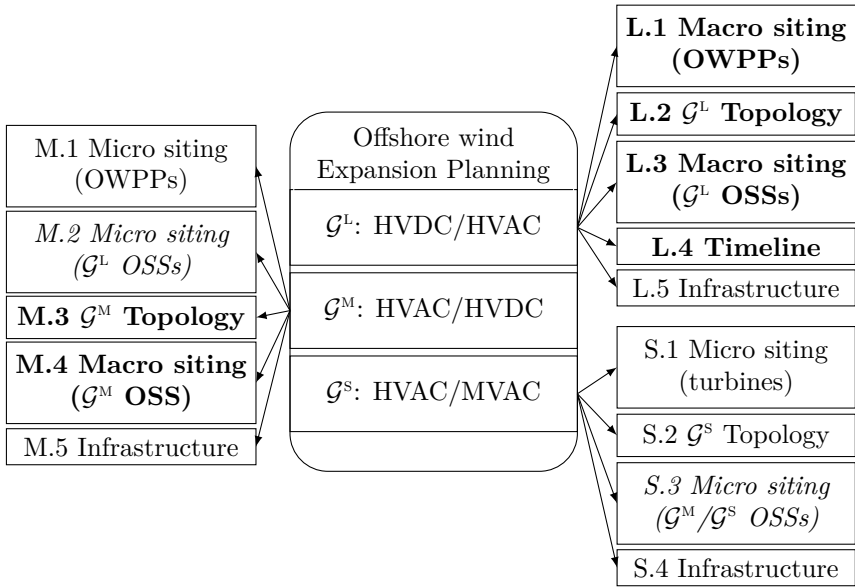 M.1 Micro siting
(OWPPs)
M.2 Micro siting
(𝒢ᴸ OSSs)
M.3 𝒢ᴹ Topology
M.4 Macro siting
(𝒢ᴹ OSS)
M.5 Infrastructure
Offshore wind
Expansion Planning
𝒢ᴸ: HVDC/HVAC
𝒢ᴹ: HVAC/HVDC
𝒢ˢ: HVAC/MVAC
L.1 Macro siting
(OWPPs)
L.2 𝒢ᴸ Topology
L.3 Macro siting
(𝒢ᴸ OSSs)
L.4 Timeline
L.5 Infrastructure
S.1 Micro siting
(turbines)
S.2 𝒢ˢ Topology
S.3 Micro siting
(𝒢ᴹ/𝒢ˢ OSSs)
S.4 Infrastructure